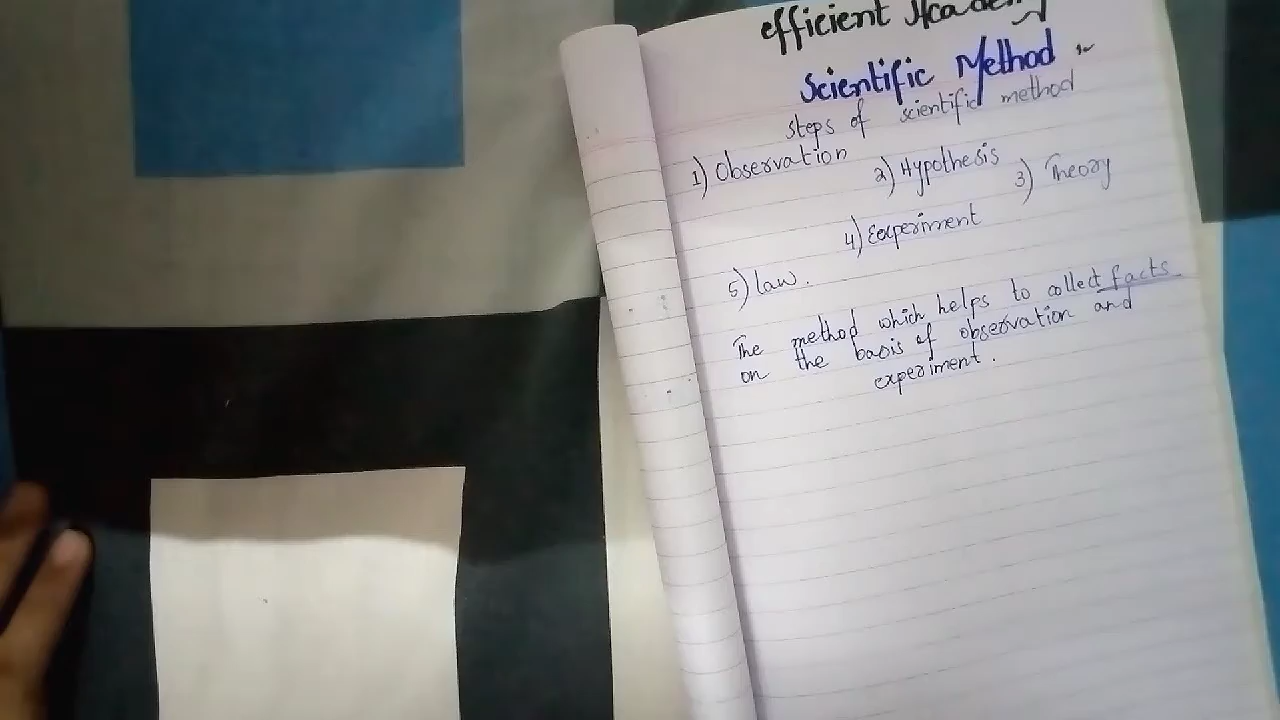 efficient Academy
Scientific Method :-
steps of scientific method
1) Observation 2) Hypothesis 3) Theory
4) Experiment
5) law.
The method which helps to collect facts
on the basis of observation and
experiment.